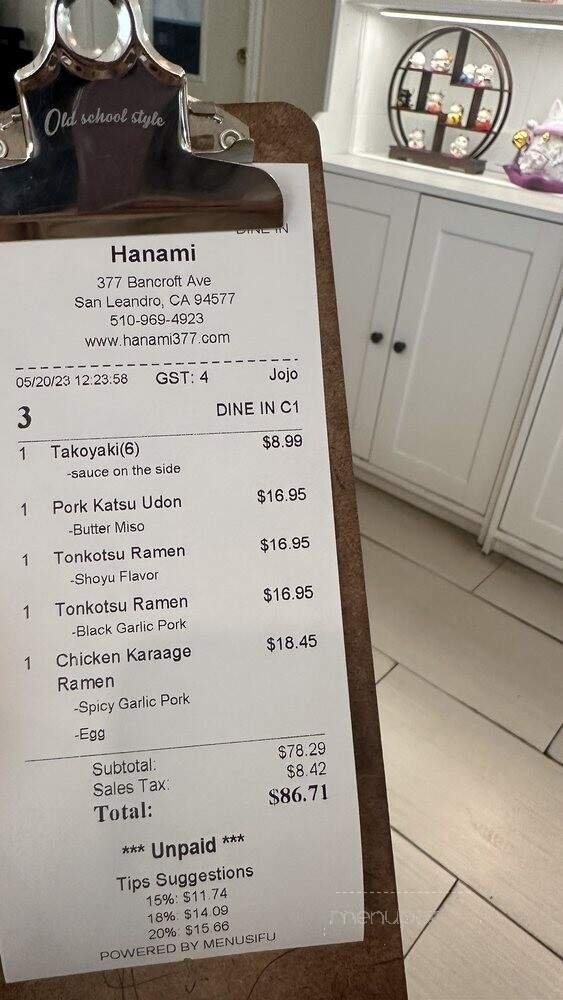 Old school style
DINE IN
Hanami
377 Bancroft Ave
San Leandro, CA 94577
510-969-4923
www.hanami377.com
05/20/23 12:23:58 GST: 4 Jojo
3 DINE IN C1
1 Takoyaki(6) $8.99
-sauce on the side
1 Pork Katsu Udon $16.95
-Butter Miso
1 Tonkotsu Ramen $16.95
-Shoyu Flavor
1 Tonkotsu Ramen $16.95
-Black Garlic Pork
1 Chicken Karaage $18.45
Ramen
-Spicy Garlic Pork
-Egg
Subtotal: $78.29
Sales Tax: $8.42
Total: $86.71
*** Unpaid ***
Tips Suggestions
15%: $11.74
18%: $14.09
20%: $15.66
POWERED BY MENUSIFU